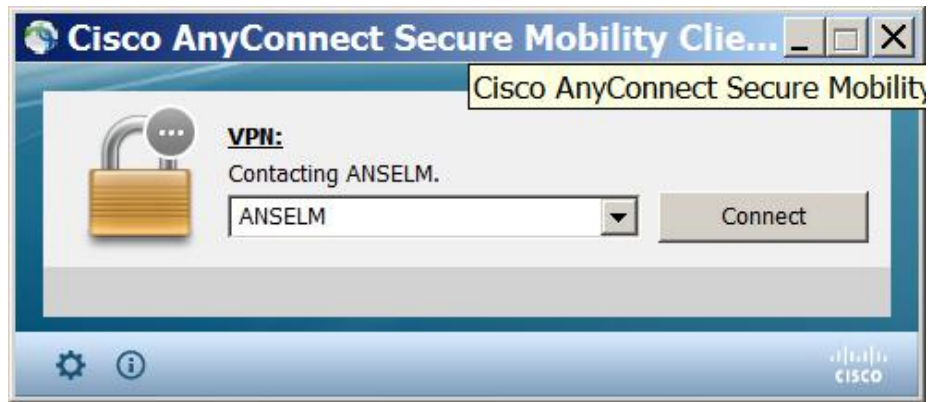 Cisco AnyConnect Secure Mobility Clie...
Cisco AnyConnect Secure Mobility
VPN:
Contacting ANSELM.
ANSELM
Connect
CISCO